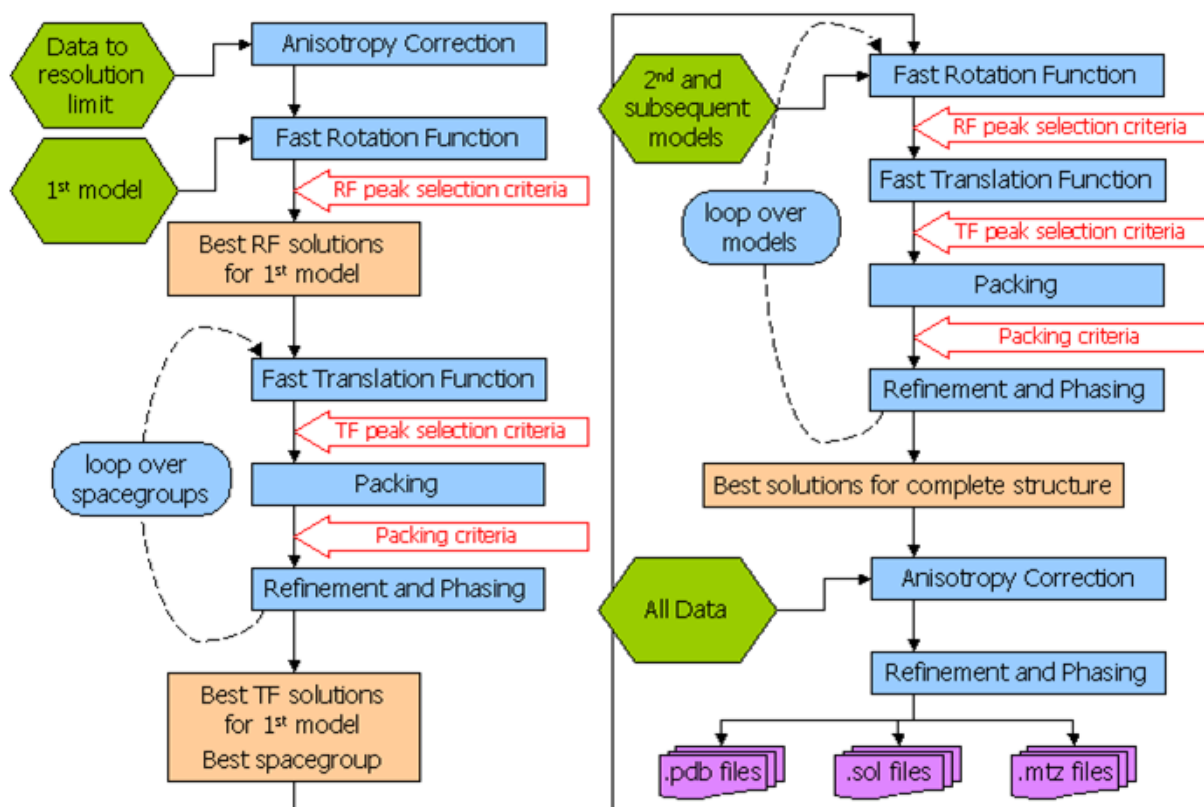 Data to
resolution
limit
Anisotropy Correction
1st model
Fast Rotation Function
RF peak selection criteria
Best RF solutions
for 1st model
Fast Translation Function
TF peak selection criteria
loop over
spacegroups
Packing
Packing criteria
Refinement and Phasing
Best TF solutions
for 1st model
Best spacegroup
2nd and
subsequent
models
Fast Rotation Function
RF peak selection criteria
Fast Translation Function
loop over
models
TF peak selection criteria
Packing
Packing criteria
Refinement and Phasing
Best solutions for complete structure
All Data
Anisotropy Correction
Refinement and Phasing
.pdb files
.sol files
.mtz files